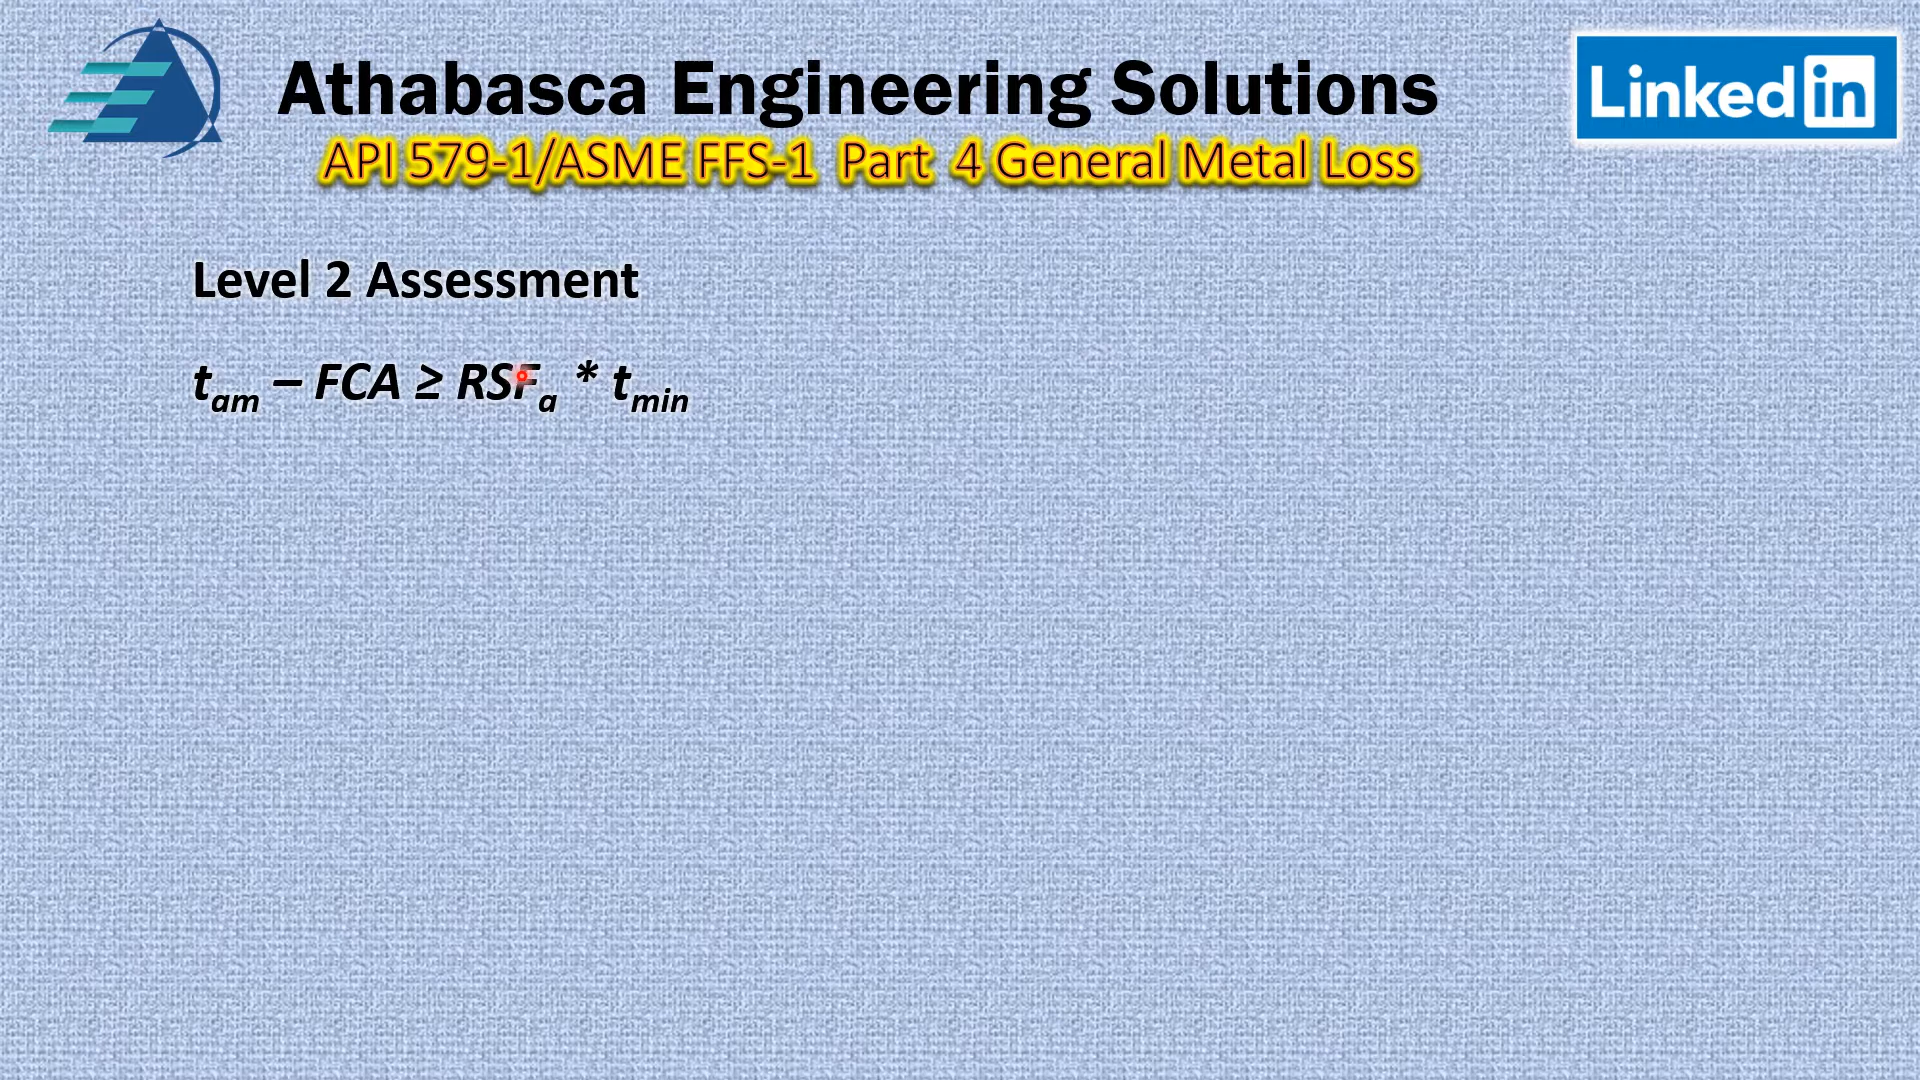 Athabasca Engineering Solutions
LinkedIn
API 579-1/ASME FFS-1 Part 4 General Metal Loss
Level 2 Assessment
tam – FCA ≥ RSFa * tmin